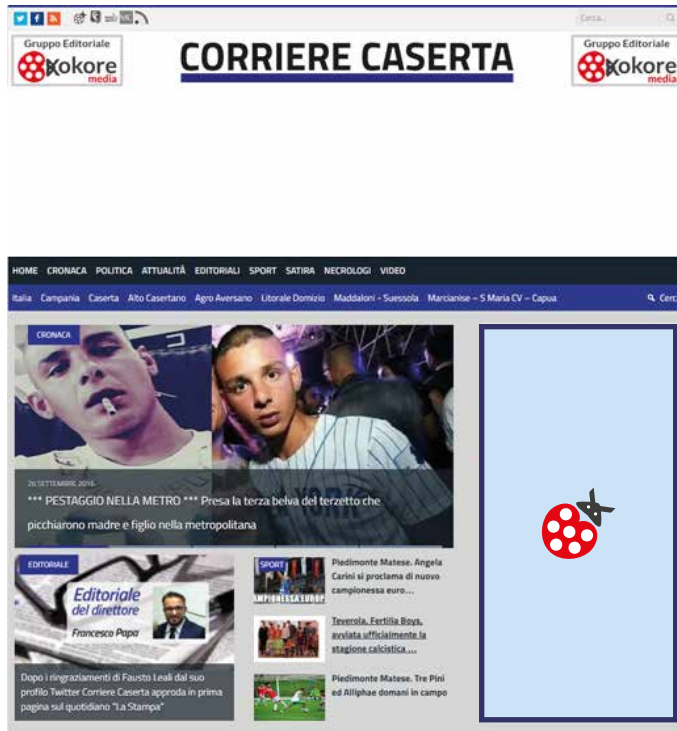 Cerca..
Gruppo Editoriale
Kokore
media
CORRIERE CASERTA
Gruppo Editoriale
Kokore
media
HOME CRONACA POLITICA ATTUALITÀ EDITORIALI SPORT SATIRA NECROLOGI VIDEO
Italia Campania Caserta Alto Casertano Agro Aversano Litorale Domizio Maddaloni - Suessola Marcianise – S Maria CV – Capua Cerc
CRONACA
26 SETTEMBRE 2016
*** PESTAGGIO NELLA METRO *** Presa la terza belva del terzetto che
picchiarono madre e figlio nella metropolitana
EDITORIALE
Editoriale
del direttore
Francesco Papa
Dopo i ringraziamenti di Fausto Leali dal suo
profilo Twitter Corriere Caserta approda in prima
pagina sul quotidiano "La Stampa"
SPORT
Piedimonte Matese. Angela
Carini si proclama di nuovo
campionessa euro....
Teverola, Fertilia Boys,
avviata ufficialmente la
stagione calcistica ...
Piedimonte Matese. Tre Pini
ed Alliphae domani in campo